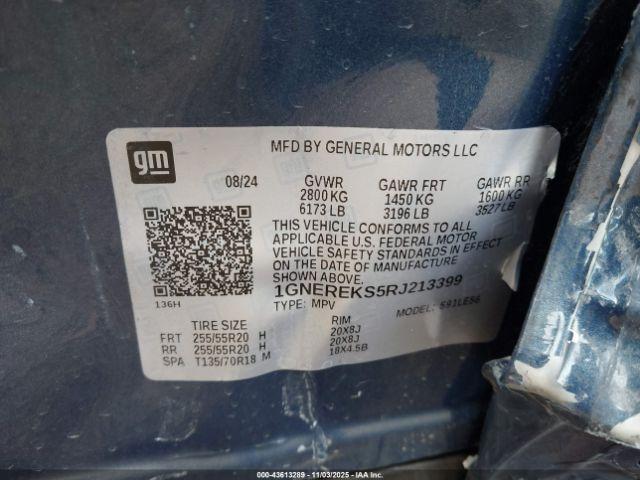 gm
MFD BY GENERAL MOTORS LLC
08/24 GVWR GAWR FRT GAWR RR
2800 KG 1450 KG 1600 KG
6173 LB 3196 LB 3527 LB
THIS VEHICLE CONFORMS TO ALL
APPLICABLE U.S. FEDERAL MOTOR
VEHICLE SAFETY STANDARDS IN EFFECT
ON THE DATE OF MANUFACTURE
SHOWN ABOVE.
136H
1GNEREKS5RJ213399
TYPE: MPV MODEL:
TIRE SIZE RIM
FRT 255/55R20 H 20X8J
RR 255/55R20 H 20X8J
SPA T135/70R18 M 18X4.5B
© IAA - 43613289 - 11/03/2025 - vehicle details